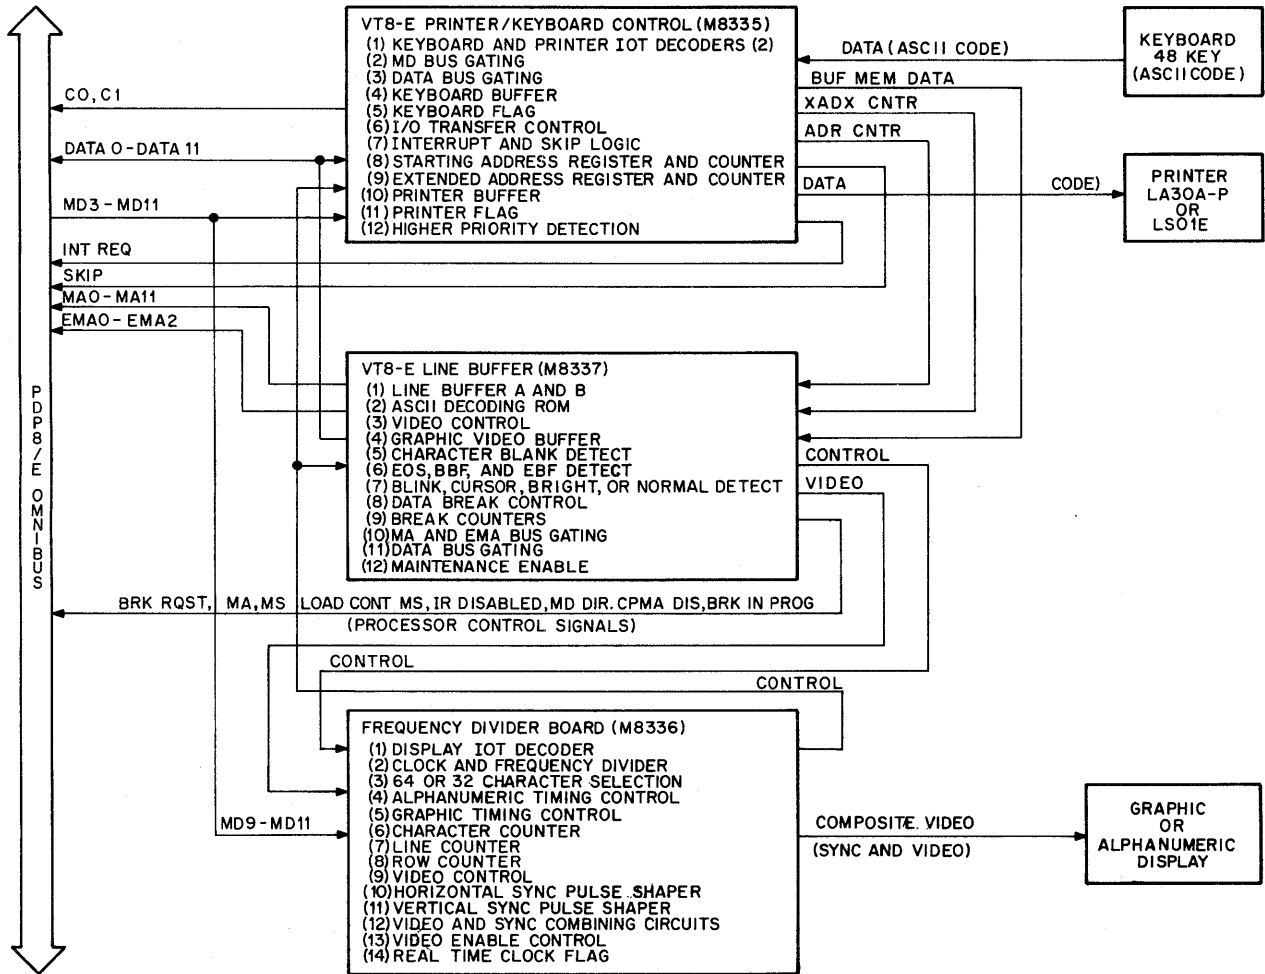 VT8-E PRINTER/KEYBOARD CONTROL (M8335)
(1) KEYBOARD AND PRINTER IOT DECODERS (2)
(2) MD BUS GATING
(3) DATA BUS GATING
(4) KEYBOARD BUFFER
(5) KEYBOARD FLAG
(6) I/O TRANSFER CONTROL
(7) INTERRUPT AND SKIP LOGIC
(8) STARTING ADDRESS REGISTER AND COUNTER
(9) EXTENDED ADDRESS REGISTER AND COUNTER
(10) PRINTER BUFFER
(11) PRINTER FLAG
(12) HIGHER PRIORITY DETECTION
DATA (ASCII CODE)
BUF MEM DATA
XADX CNTR
ADR CNTR
DATA CODE)
KEYBOARD
48 KEY
(ASCII CODE)
PRINTER
LA30A-P
OR
LS01E
CO, C1
DATA 0-DATA 11
MD3-MD11
INT REQ
SKIP
MA0-MA11
EMA0-EMA2
PDP8/E OMNIBUS
VT8-E LINE BUFFER (M8337)
(1) LINE BUFFER A AND B
(2) ASCII DECODING ROM
(3) VIDEO CONTROL
(4) GRAPHIC VIDEO BUFFER
(5) CHARACTER BLANK DETECT
(6) EOS, BBF, AND EBF DETECT
(7) BLINK, CURSOR, BRIGHT, OR NORMAL DETECT
(8) DATA BREAK CONTROL
(9) BREAK COUNTERS
(10) MA AND EMA BUS GATING
(11) DATA BUS GATING
(12) MAINTENANCE ENABLE
CONTROL
VIDEO
BRK RQST, MA, MS LOAD CONT MS, IR DISABLED, MD DIR. CPMA DIS, BRK IN PROG
(PROCESSOR CONTROL SIGNALS)
CONTROL
CONTROL
FREQUENCY DIVIDER BOARD (M8336)
(1) DISPLAY IOT DECODER
(2) CLOCK AND FREQUENCY DIVIDER
(3) 64 OR 32 CHARACTER SELECTION
(4) ALPHANUMERIC TIMING CONTROL
(5) GRAPHIC TIMING CONTROL
(6) CHARACTER COUNTER
(7) LINE COUNTER
(8) ROW COUNTER
(9) VIDEO CONTROL
(10) HORIZONTAL SYNC PULSE SHAPER
(11) VERTICAL SYNC PULSE SHAPER
(12) VIDEO AND SYNC COMBINING CIRCUITS
(13) VIDEO ENABLE CONTROL
(14) REAL TIME CLOCK FLAG
MD9-MD11
COMPOSITE VIDEO
(SYNC AND VIDEO)
GRAPHIC
OR
ALPHANUMERIC
DISPLAY